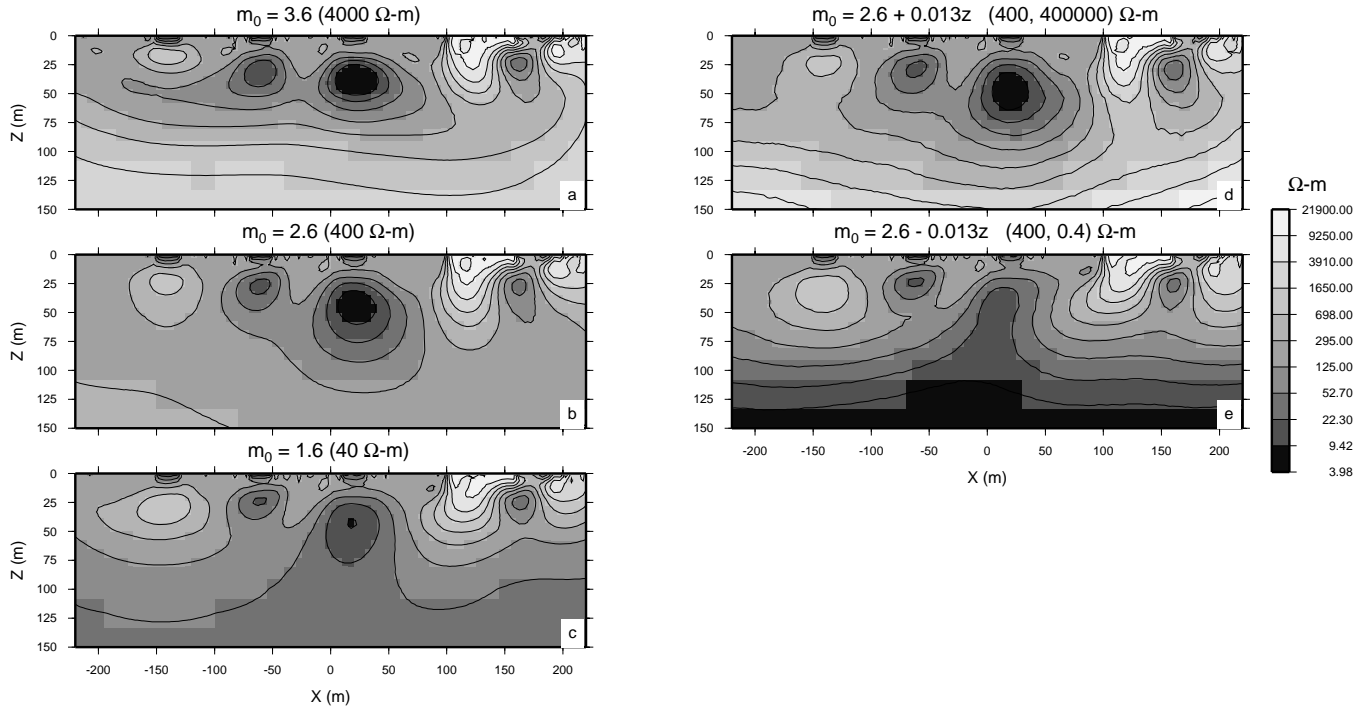 m0 = 3.6 (4000 Ω-m)
0
25
50
75
100
125
150
Z (m)
a
m0 = 2.6 (400 Ω-m)
0
25
50
75
100
125
150
Z (m)
b
m0 = 1.6 (40 Ω-m)
0
25
50
75
100
125
150
Z (m)
c
-200 -150 -100 -50 0 50 100 150 200
X (m)
m0 = 2.6 + 0.013z (400, 400000) Ω-m
0
25
50
75
100
125
150
d
m0 = 2.6 - 0.013z (400, 0.4) Ω-m
0
25
50
75
100
125
150
e
-200 -150 -100 -50 0 50 100 150 200
X (m)
Ω-m
21900.00
9250.00
3910.00
1650.00
698.00
295.00
125.00
52.70
22.30
9.42
3.98